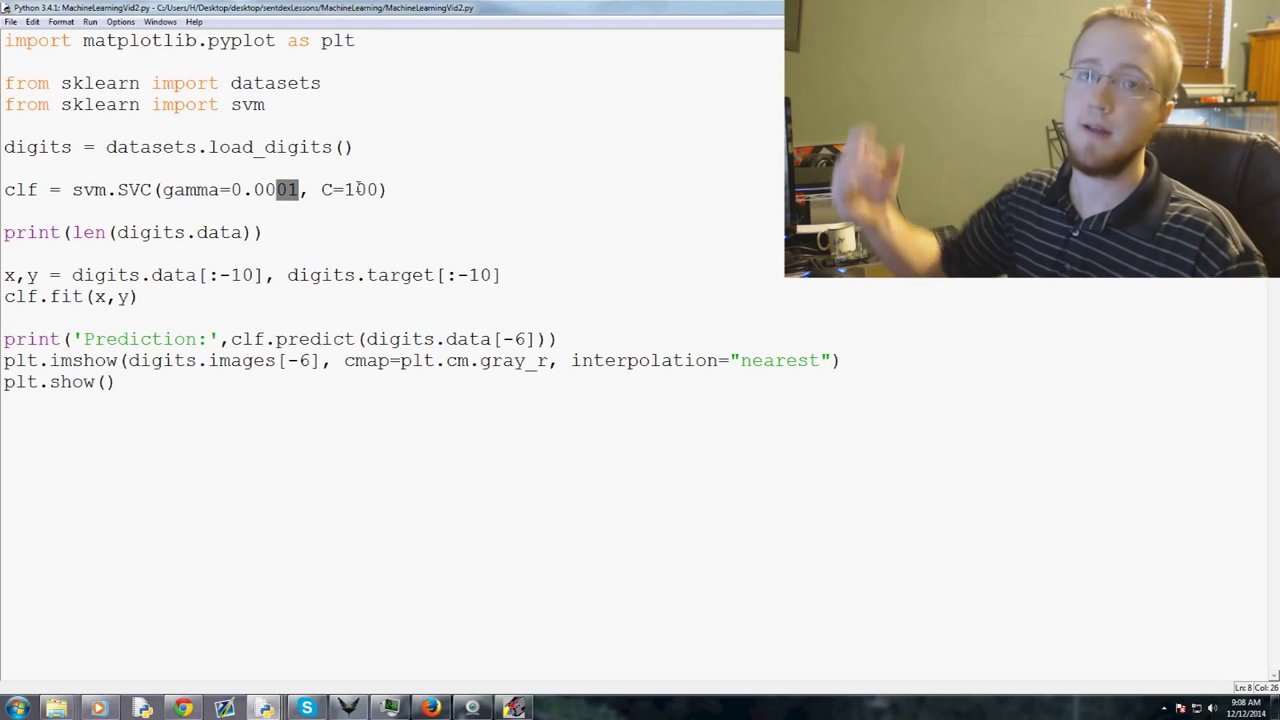 Python 3.4.1: MachineLearningVid2.py - C:/Users/H/Desktop/desktop/sentdexLessons/MachineLearning/MachineLearningVid2.py
File Edit Format Run Options Windows Help
import matplotlib.pyplot as plt
from sklearn import datasets
from sklearn import svm
digits = datasets.load_digits()
clf = svm.SVC(gamma=0.0001, C=100)
print(len(digits.data))
x,y = digits.data[:-10], digits.target[:-10]
clf.fit(x,y)
print('Prediction:',clf.predict(digits.data[-6]))
plt.imshow(digits.images[-6], cmap=plt.cm.gray_r, interpolation="nearest")
plt.show()
Ln: 8 Col: 26
9:08 AM
12/12/2014